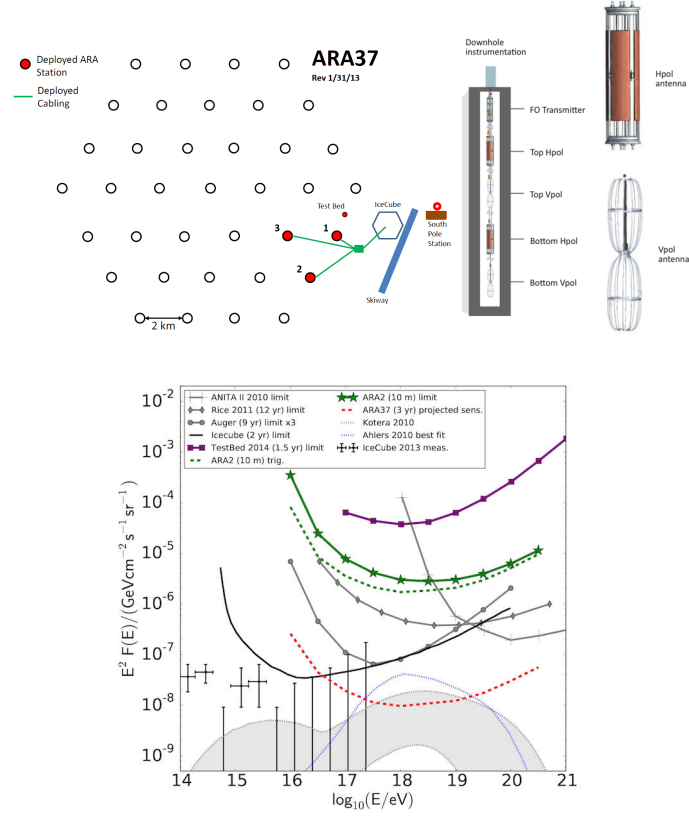 ARA37
Rev 1/31/13
Deployed ARA
Station
Deployed
Cabling
Test Bed
IceCube
3
1
2
South
Pole
Station
Skiway
2 km
Downhole
instrumentation
FO Transmitter
Top Hpol
Top Vpol
Bottom Hpol
Bottom Vpol
Hpol
antenna
Vpol
antenna
ANITA II 2010 limit
Rice 2011 (12 yr) limit
Auger (9 yr) limit x3
Icecube (2 yr) limit
TestBed 2014 (1.5 yr) limit
ARA2 (10 m) trig.
ARA2 (10 m) limit
ARA37 (3 yr) projected sens.
Kotera 2010
Ahlers 2010 best fit
IceCube 2013 meas.
10⁻²
10⁻³
10⁻⁴
10⁻⁵
10⁻⁶
10⁻⁷
10⁻⁸
10⁻⁹
E² F(E)/(GeVcm⁻² s⁻¹ sr⁻¹)
14 15 16 17 18 19 20 21
log₁₀(E/eV)